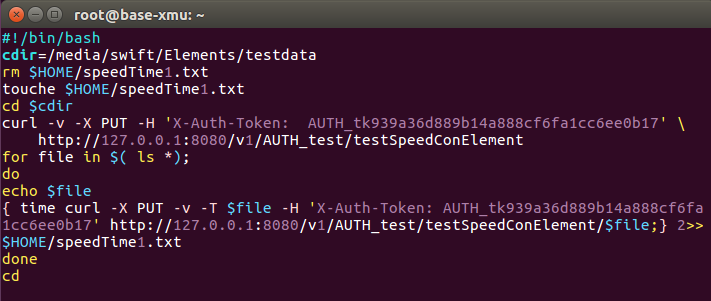 root@base-xmu: ~
#!/bin/bash
cdir=/media/swift/Elements/testdata
rm $HOME/speedTime1.txt
touche $HOME/speedTime1.txt
cd $cdir
curl -v -X PUT -H 'X-Auth-Token:  AUTH_tk939a36d889b14a888cf6fa1cc6ee0b17' \
    http://127.0.0.1:8080/v1/AUTH_test/testSpeedConElement
for file in $( ls *);
do
echo $file
{ time curl -X PUT -v -T $file -H 'X-Auth-Token: AUTH_tk939a36d889b14a888cf6fa
1cc6ee0b17' http://127.0.0.1:8080/v1/AUTH_test/testSpeedConElement/$file;} 2>>
$HOME/speedTime1.txt
done
cd